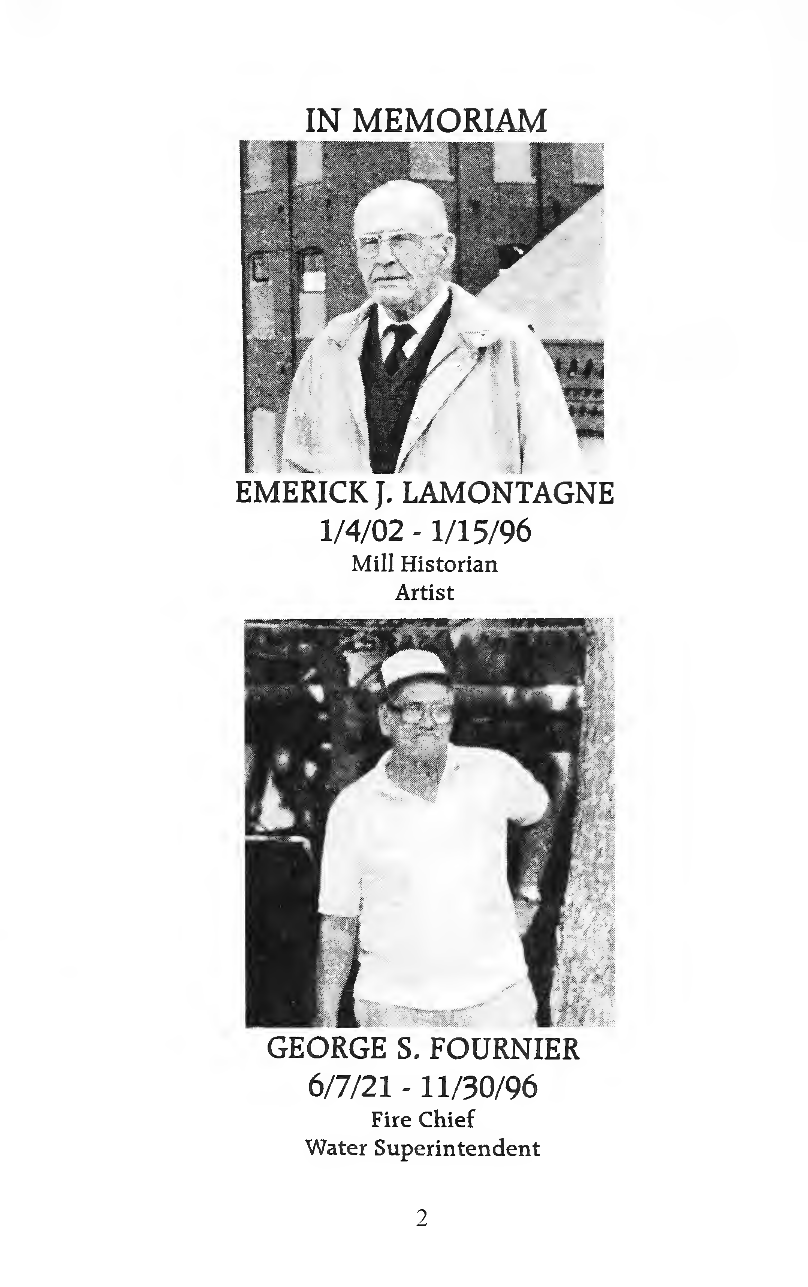 IN MEMORIAM
EMERICK J. LAMONTAGNE
1/4/02 - 1/15/96
Mill Historian
Artist
GEORGE S. FOURNIER
6/7/21 - 11/30/96
Fire Chief
Water Superintendent
2